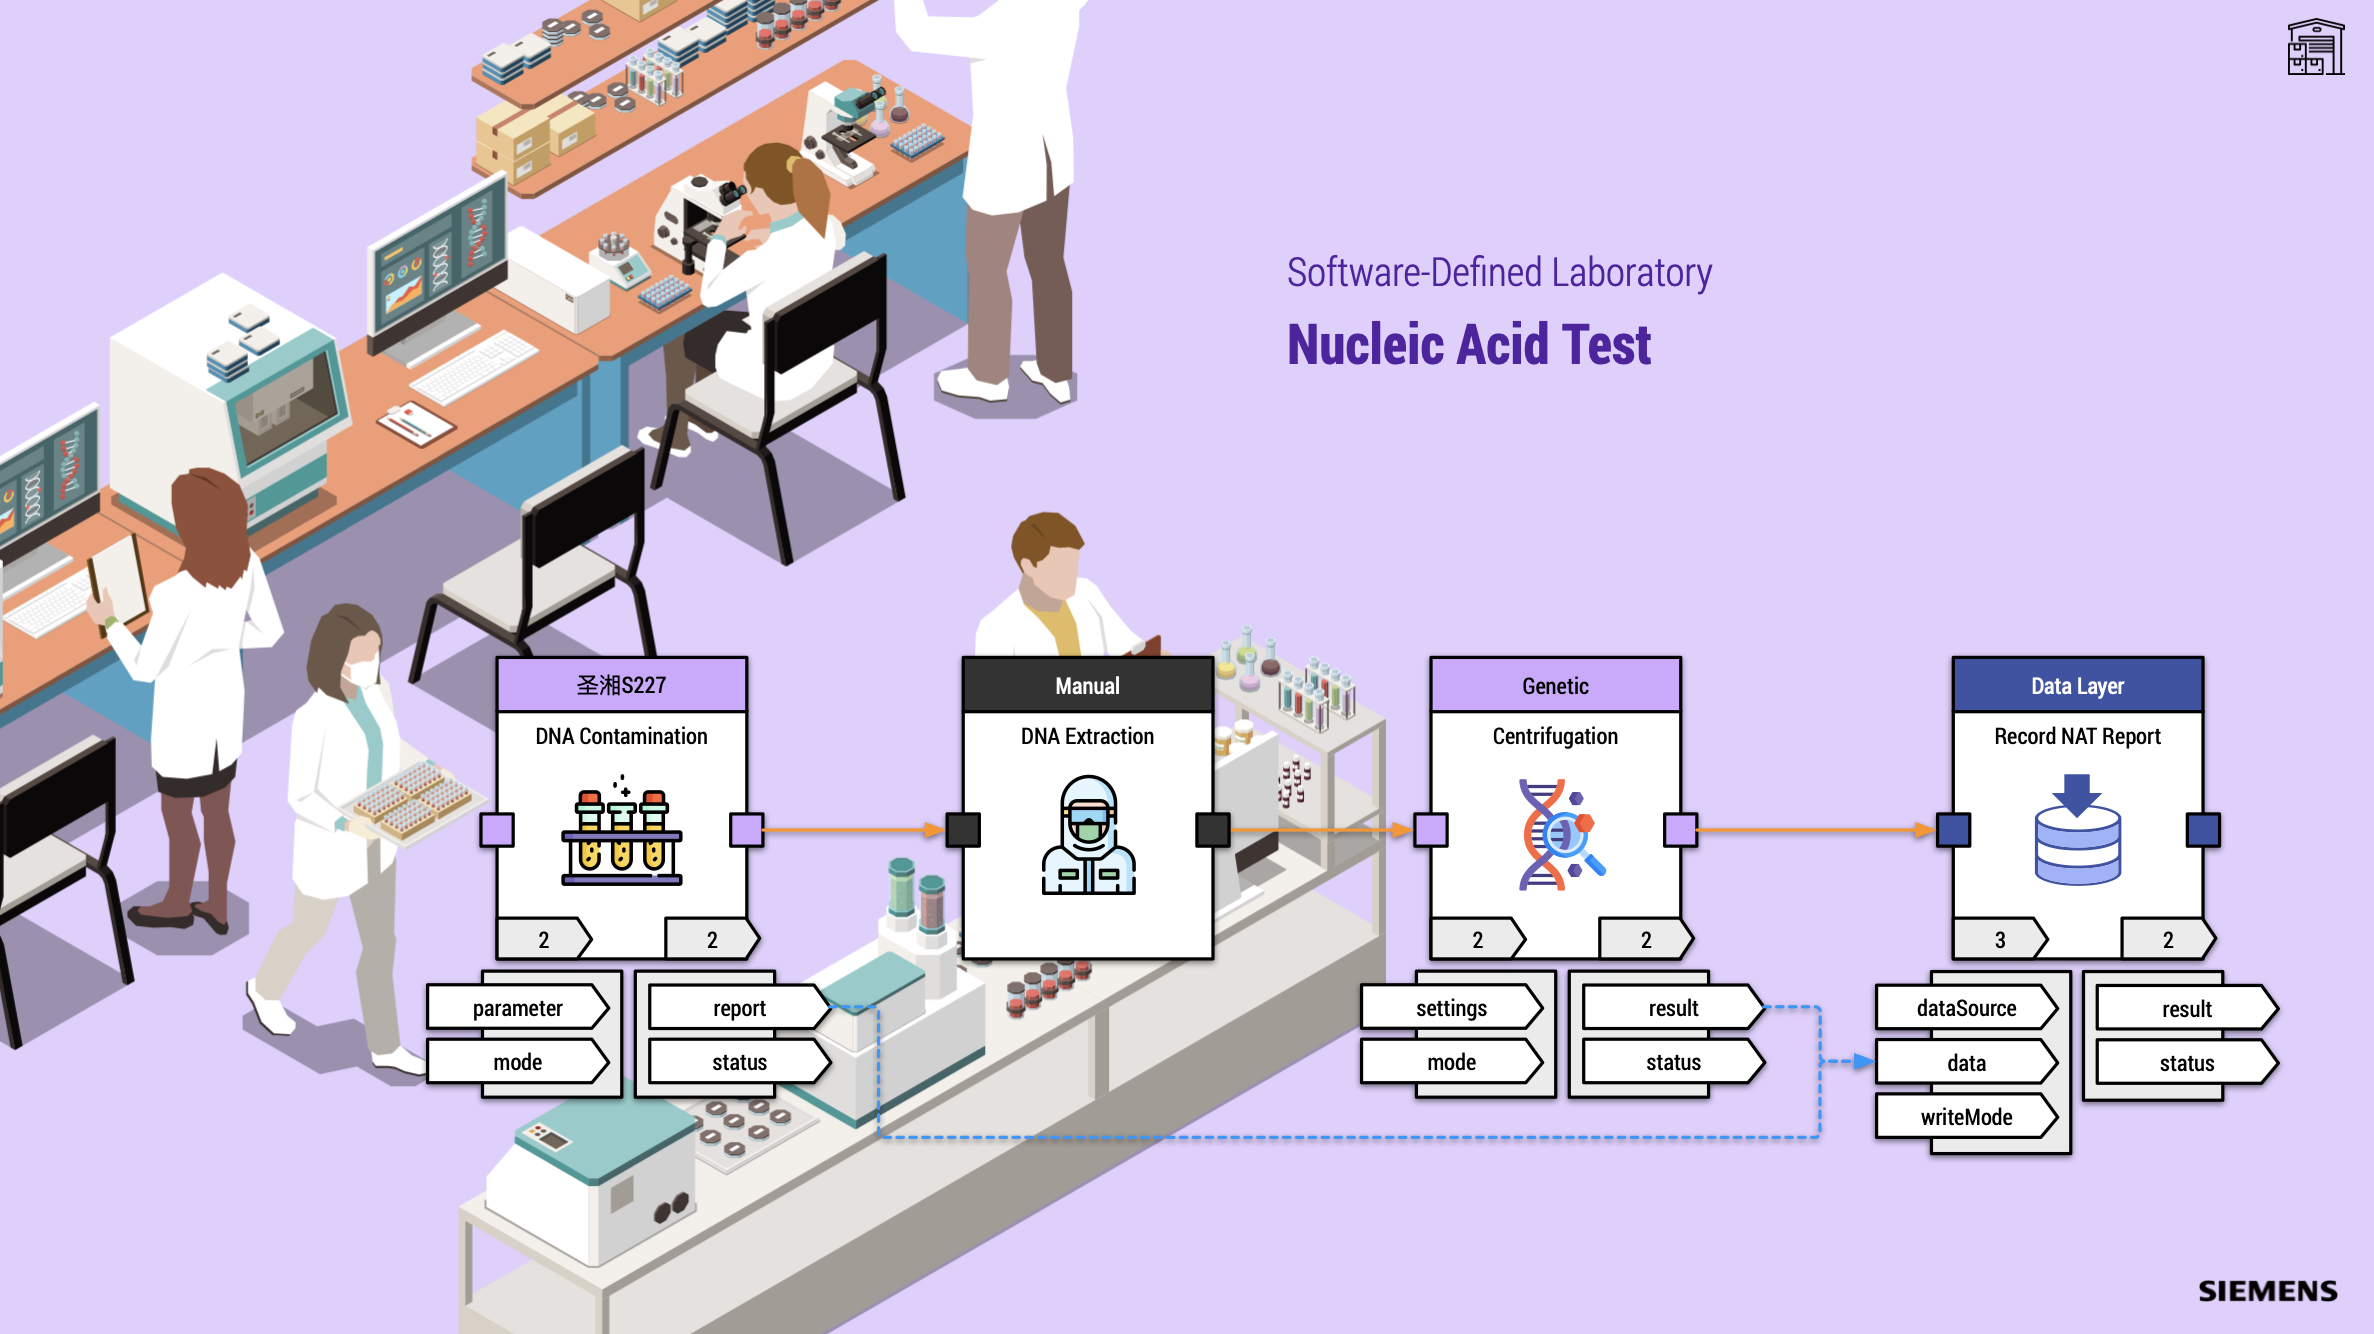 Software-Defined Laboratory
Nucleic Acid Test
圣湘S227
DNA Contamination
2
2
parameter
mode
report
status
Manual
DNA Extraction
Genetic
Centrifugation
2
2
settings
mode
result
status
Data Layer
Record NAT Report
3
2
dataSource
data
writeMode
result
status
SIEMENS